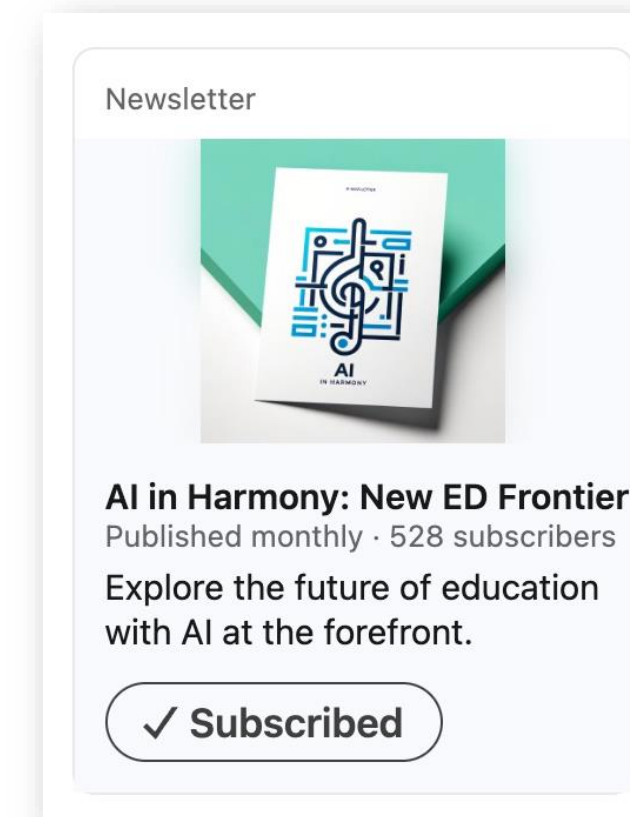 Newsletter
AI
IN HARMONY
AI in Harmony: New ED Frontier
Published monthly · 528 subscribers
Explore the future of education
with AI at the forefront.
✓ Subscribed